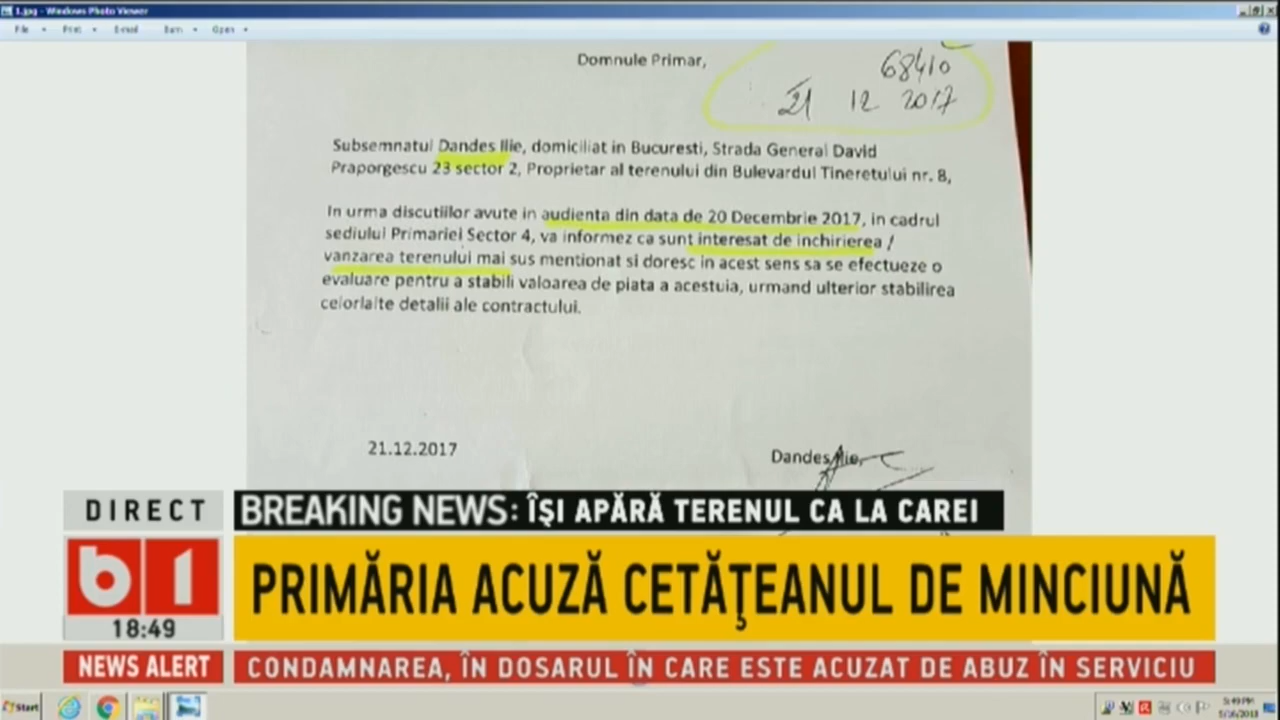 1.jpg - Windows Photo Viewer
File Print E-mail Burn Open
Domnule Primar,
68410
21 12 2017
Subsemnatul Dandes Ilie, domiciliat in Bucuresti, Strada General David
Praporgescu 23 sector 2, Proprietar al terenului din Bulevardul Tineretului nr. 8,
In urma discutiilor avute in audienta din data de 20 Decembrie 2017, in cadrul
sediului Primariei Sector 4, va informez ca sunt interesat de inchirierea /
vanzarea terenului mai sus mentionat si doresc in acest sens sa se efectueze o
evaluare pentru a stabili valoarea de piata a acestuia, urmand ulterior stabilirea
celorlalte detalii ale contractului.
21.12.2017
Dandes Ilie,
DIRECT
BREAKING NEWS: ÎŞI APĂRĂ TERENUL CA LA CAREI
b1
PRIMĂRIA ACUZĂ CETĂŢEANUL DE MINCIUNĂ
18:49
NEWS ALERT
CONDAMNAREA, ÎN DOSARUL ÎN CARE ESTE ACUZAT DE ABUZ ÎN SERVICIU
Start
5:49 PM